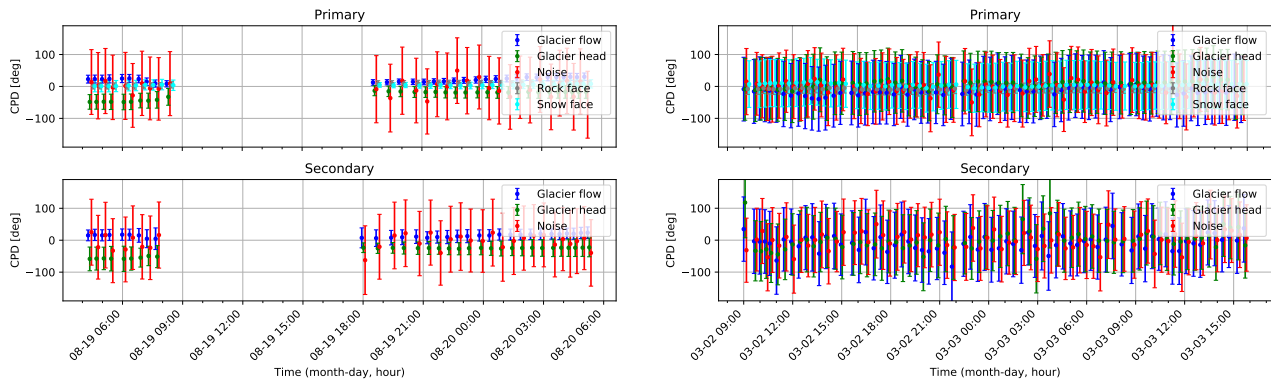 Primary
CPD [deg]
100
0
−100
Glacier flow
Glacier head
Noise
Rock face
Snow face
Secondary
CPD [deg]
100
0
−100
Glacier flow
Glacier head
Noise
08-19 06:00
08-19 09:00
08-19 12:00
08-19 15:00
08-19 18:00
08-19 21:00
08-20 00:00
08-20 03:00
08-20 06:00
Time (month-day, hour)
Primary
CPD [deg]
100
0
−100
Glacier flow
Glacier head
Noise
Rock face
Snow face
Secondary
CPD [deg]
100
0
−100
Glacier flow
Glacier head
Noise
03-02 09:00
03-02 12:00
03-02 15:00
03-02 18:00
03-02 21:00
03-03 00:00
03-03 03:00
03-03 06:00
03-03 09:00
03-03 12:00
03-03 15:00
Time (month-day, hour)